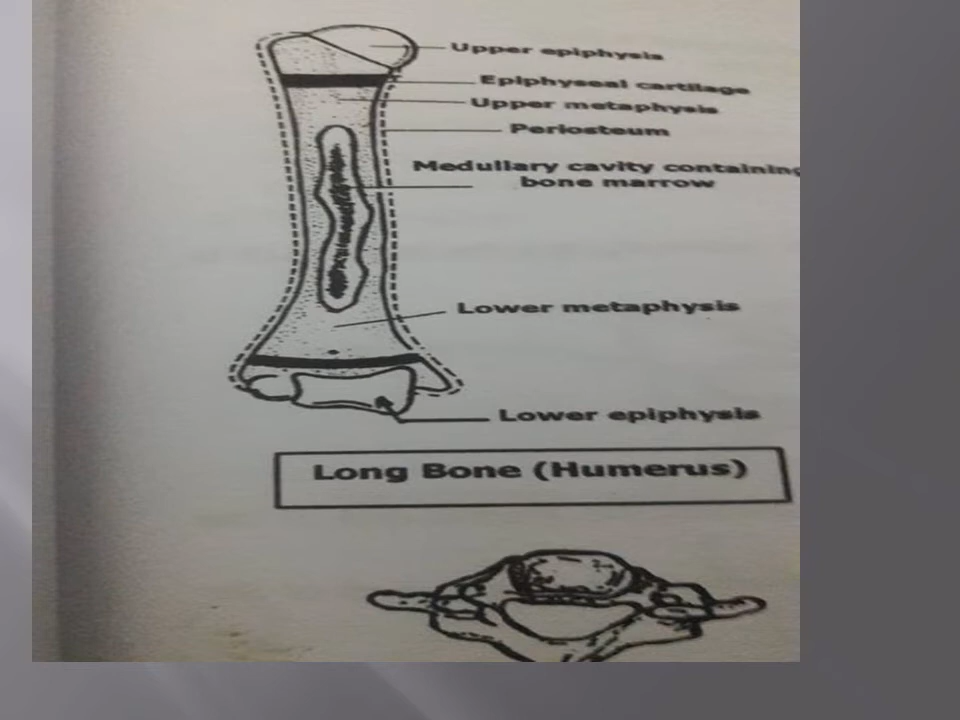 Upper epiphysis
Epiphyseal cartilage
Upper metaphysis
Periosteum
Medullary cavity containing
bone marrow
Lower metaphysis
Lower epiphysis
Long Bone (Humerus)